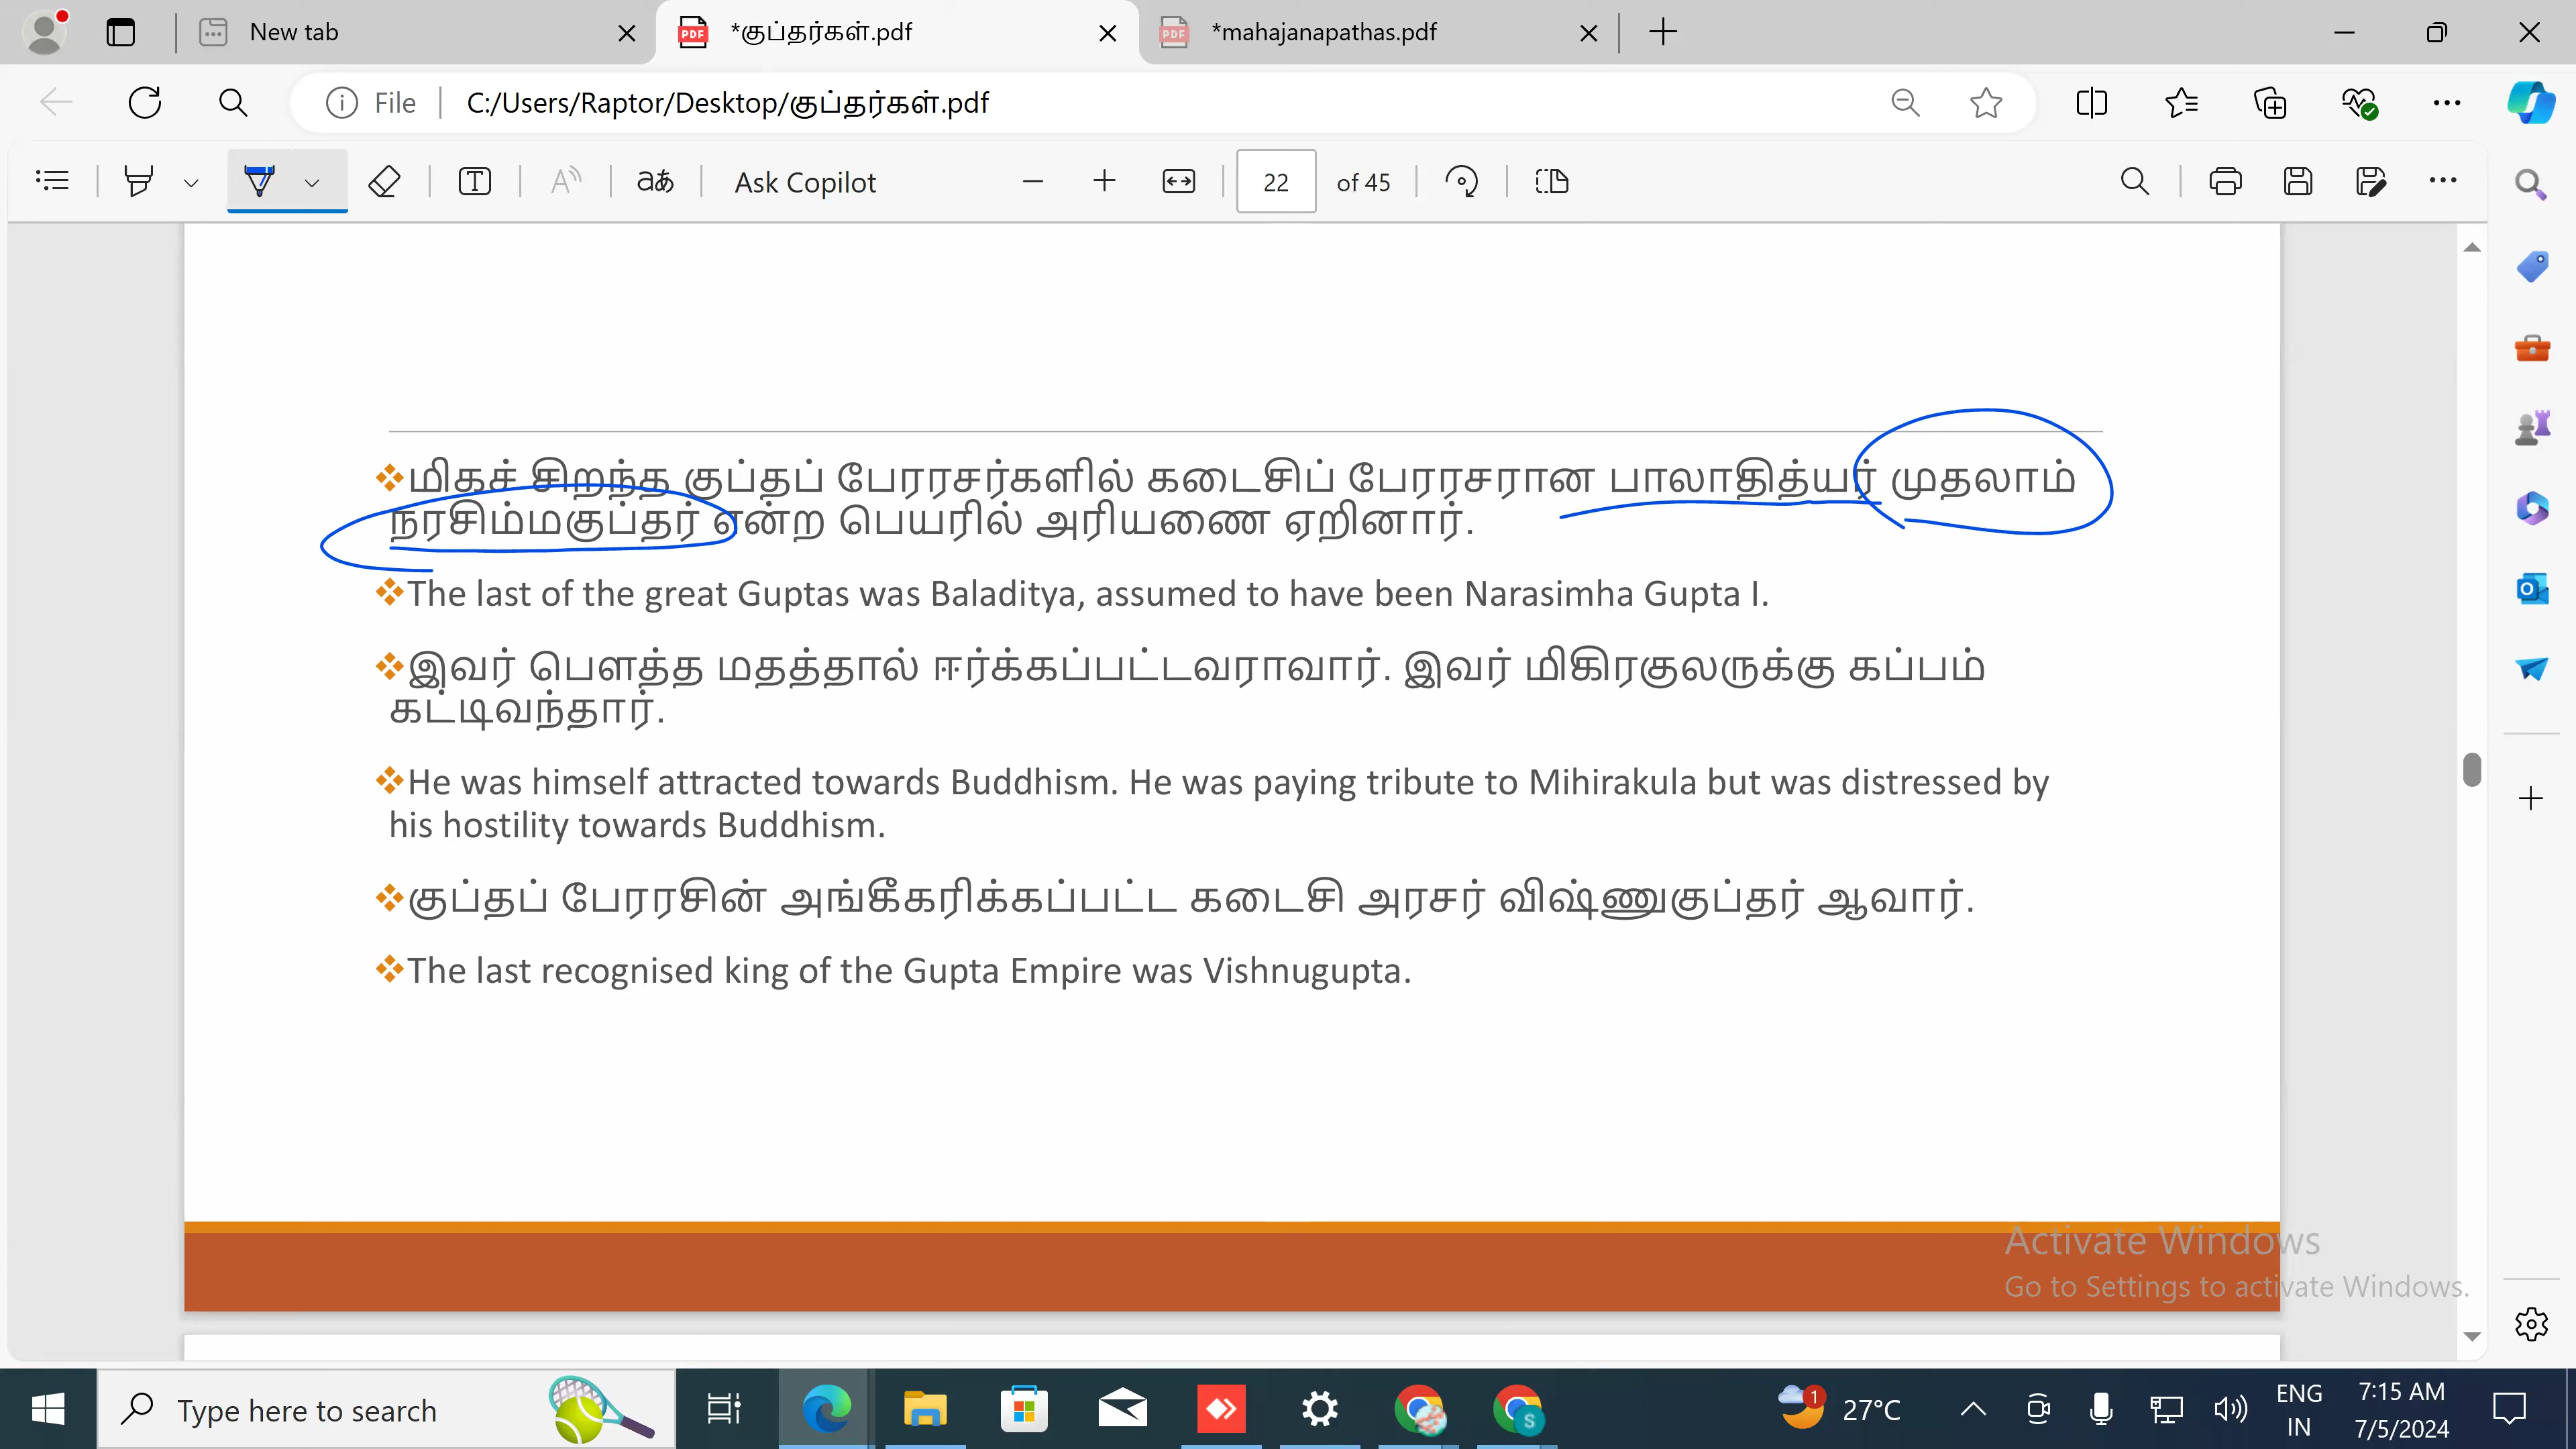 New tab
*குப்தர்கள்.pdf
*mahajanapathas.pdf
File
C:/Users/Raptor/Desktop/குப்தர்கள்.pdf
Ask Copilot
22 of 45
மிகச் சிறந்த குப்தப் பேரரசர்களில் கடைசிப் பேரரசரான பாலாதித்யர் முதலாம்
நரசிம்மகுப்தர் என்ற பெயரில் அரியணை ஏறினார்.
The last of the great Guptas was Baladitya, assumed to have been Narasimha Gupta I.
இவர் பௌத்த மதத்தால் ஈர்க்கப்பட்டவராவார். இவர் மிகிரகுலருக்கு கப்பம்
கட்டிவந்தார்.
He was himself attracted towards Buddhism. He was paying tribute to Mihirakula but was distressed by
his hostility towards Buddhism.
குப்தப் பேரரசின் அங்கீகரிக்கப்பட்ட கடைசி அரசர் விஷ்ணுகுப்தர் ஆவார்.
The last recognised king of the Gupta Empire was Vishnugupta.
Activate Windows
Go to Settings to activate Windows.
Type here to search
1
27°C
ENG
IN
7:15 AM
7/5/2024